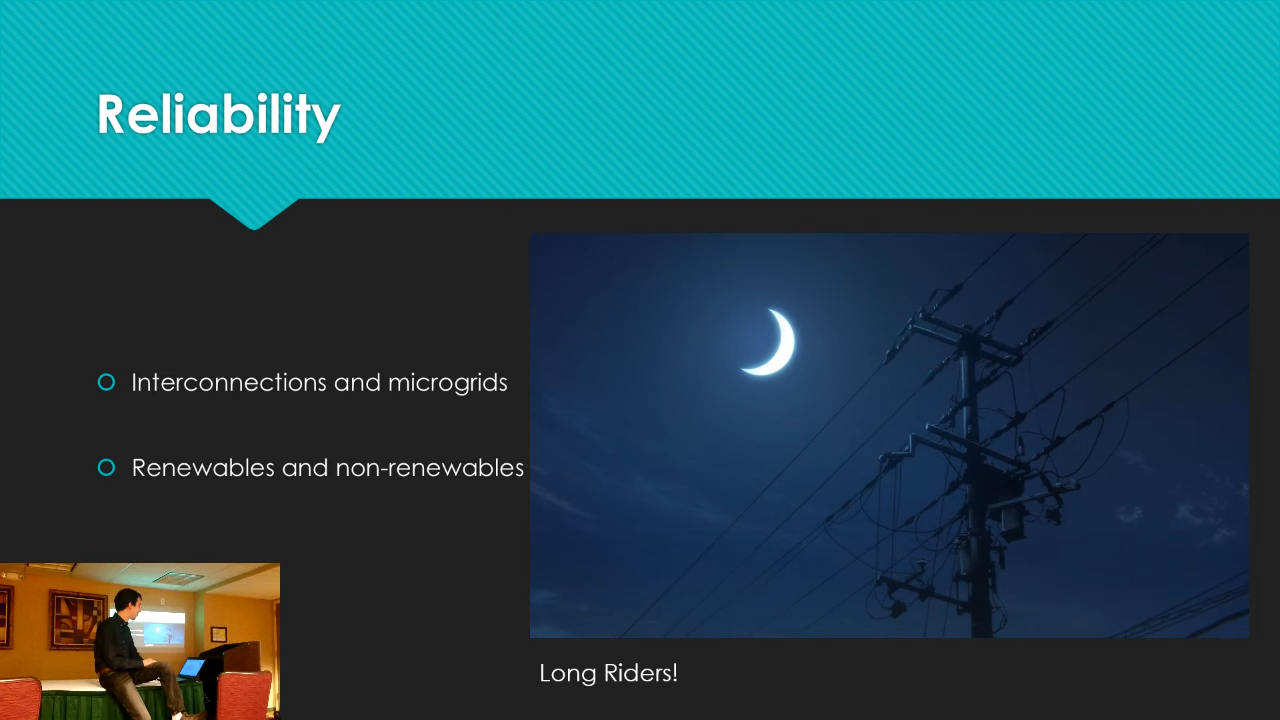 Reliability
Interconnections and microgrids
Renewables and non-renewables
Long Riders!